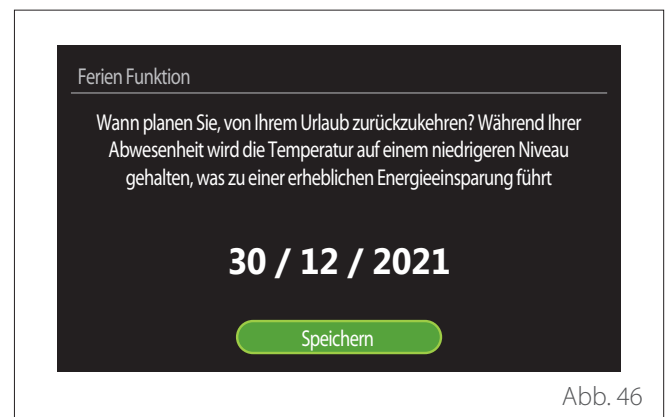 Ferien Funktion
Wann planen Sie, von Ihrem Urlaub zurückzukehren? Während Ihrer
Abwesenheit wird die Temperatur auf einem niedrigeren Niveau
gehalten, was zu einer erheblichen Energieeinsparung führt
30 / 12 / 2021
Speichern
Abb. 46